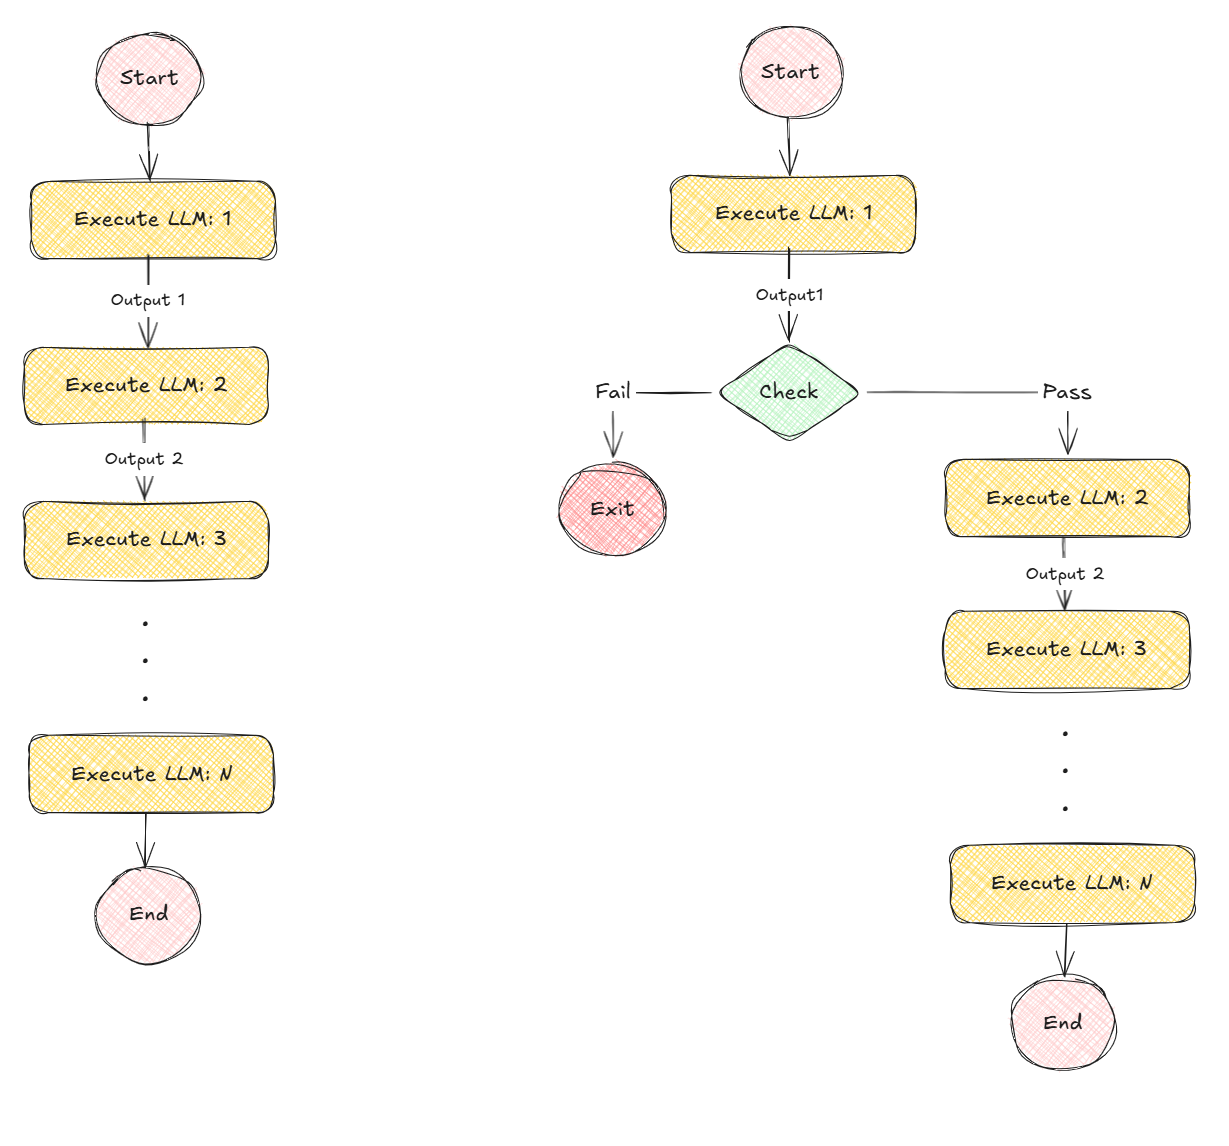 Start
Execute LLM: 1
Output 1
Execute LLM: 2
Output 2
Execute LLM: 3
Execute LLM: N
End
Start
Execute LLM: 1
Output1
Check
Fail
Exit
Pass
Execute LLM: 2
Output 2
Execute LLM: 3
Execute LLM: N
End